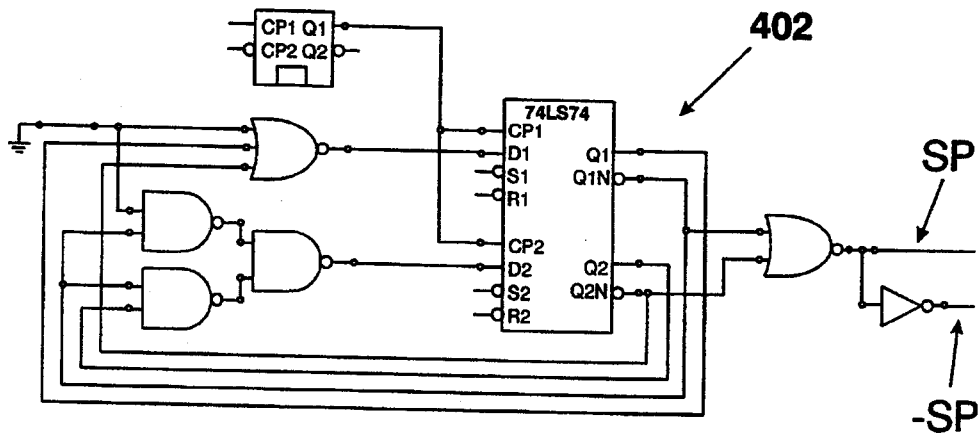 CP1 Q1
CP2 Q2
402
74LS74
CP1
D1
Q1
S1
Q1N
R1
SP
CP2
D2
Q2
S2
Q2N
R2
-SP